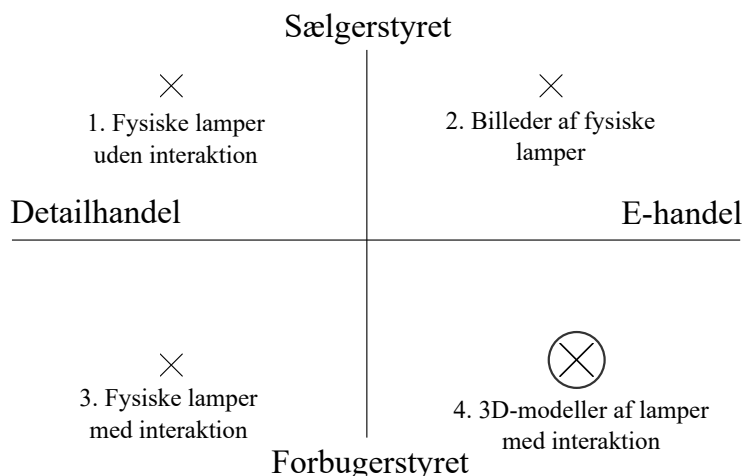 Sælgerstyret
1. Fysiske lamper
uden interaktion
2. Billeder af fysiske
lamper
Detailhandel
E-handel
3. Fysiske lamper
med interaktion
4. 3D-modeller af lamper
med interaktion
Forbugerstyret